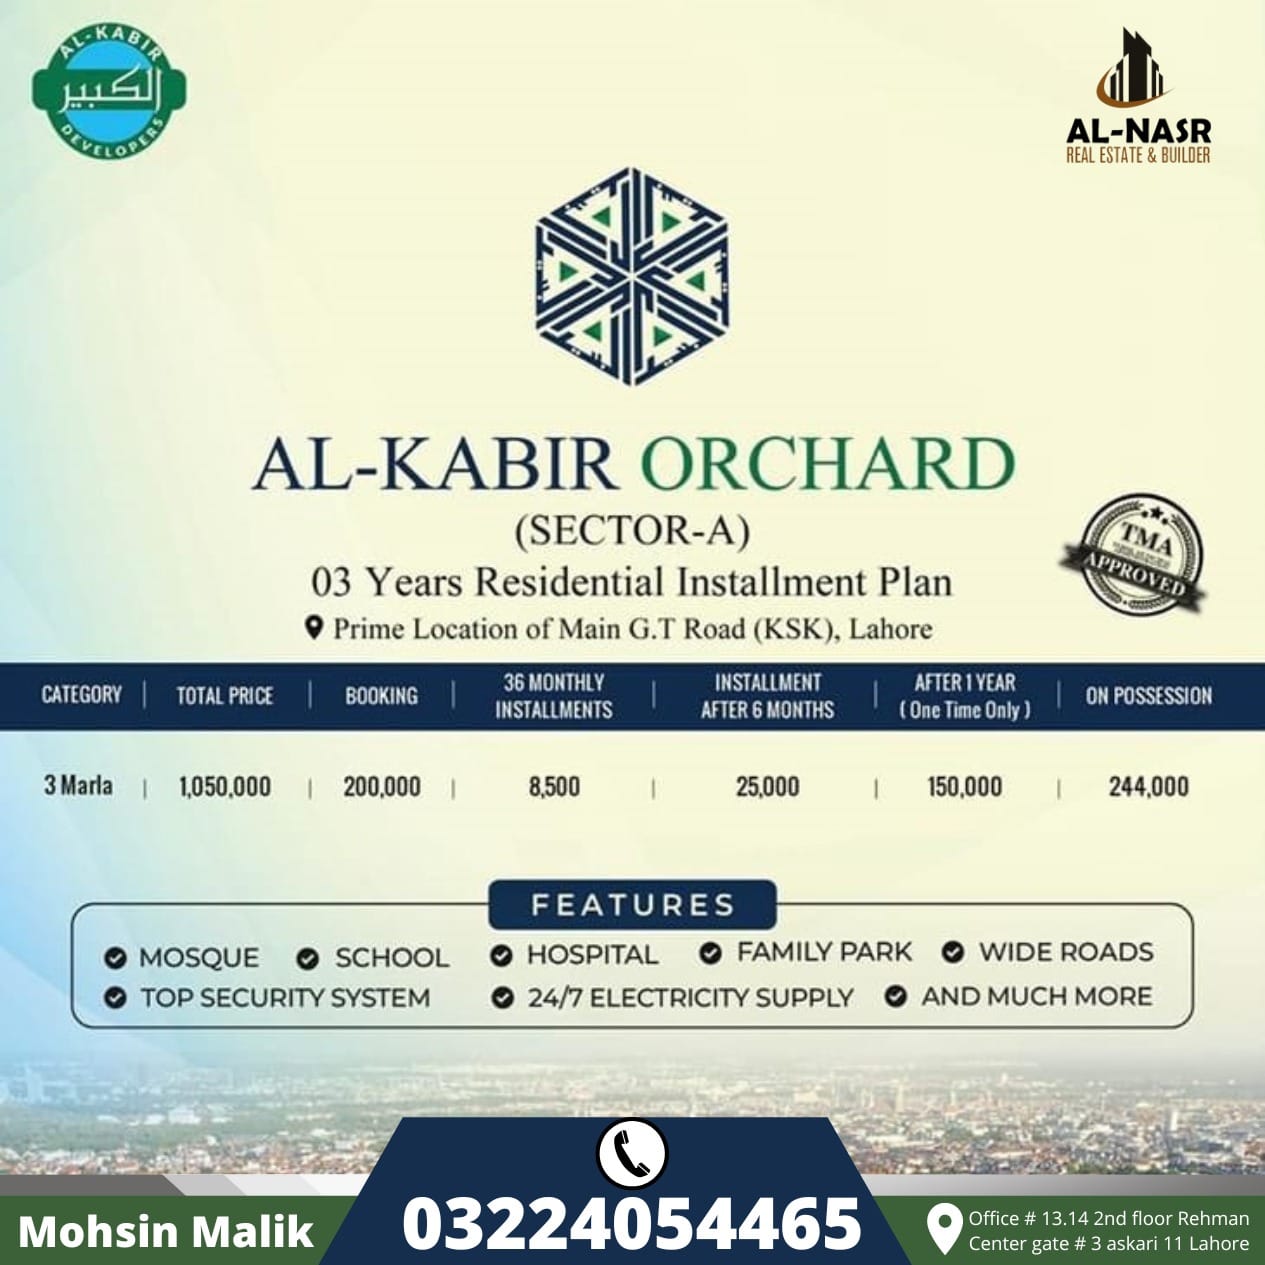 AL-KABIR
الكبير
DEVELOPERS
AL-NASR
REAL ESTATE & BUILDER
AL-KABIR ORCHARD
(SECTOR-A)
03 Years Residential Installment Plan
Prime Location of Main G.T Road (KSK), Lahore
TMA
APPROVED
CATEGORY | TOTAL PRICE | BOOKING | 36 MONTHLY INSTALLMENTS | INSTALLMENT AFTER 6 MONTHS | AFTER 1 YEAR ( One Time Only ) | ON POSSESSION
3 Marla | 1,050,000 | 200,000 | 8,500 | 25,000 | 150,000 | 244,000
FEATURES
MOSQUE SCHOOL HOSPITAL FAMILY PARK WIDE ROADS
TOP SECURITY SYSTEM 24/7 ELECTRICITY SUPPLY AND MUCH MORE
Mohsin Malik
03224054465
Office # 13.14 2nd floor Rehman
Center gate # 3 askari 11 Lahore